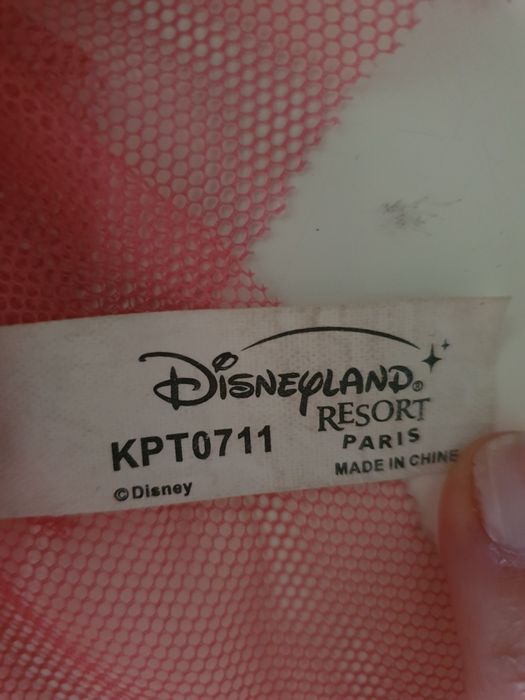 DISNEYLAND®
RESORT
PARIS
KPT0711
MADE IN CHINE
©Disney